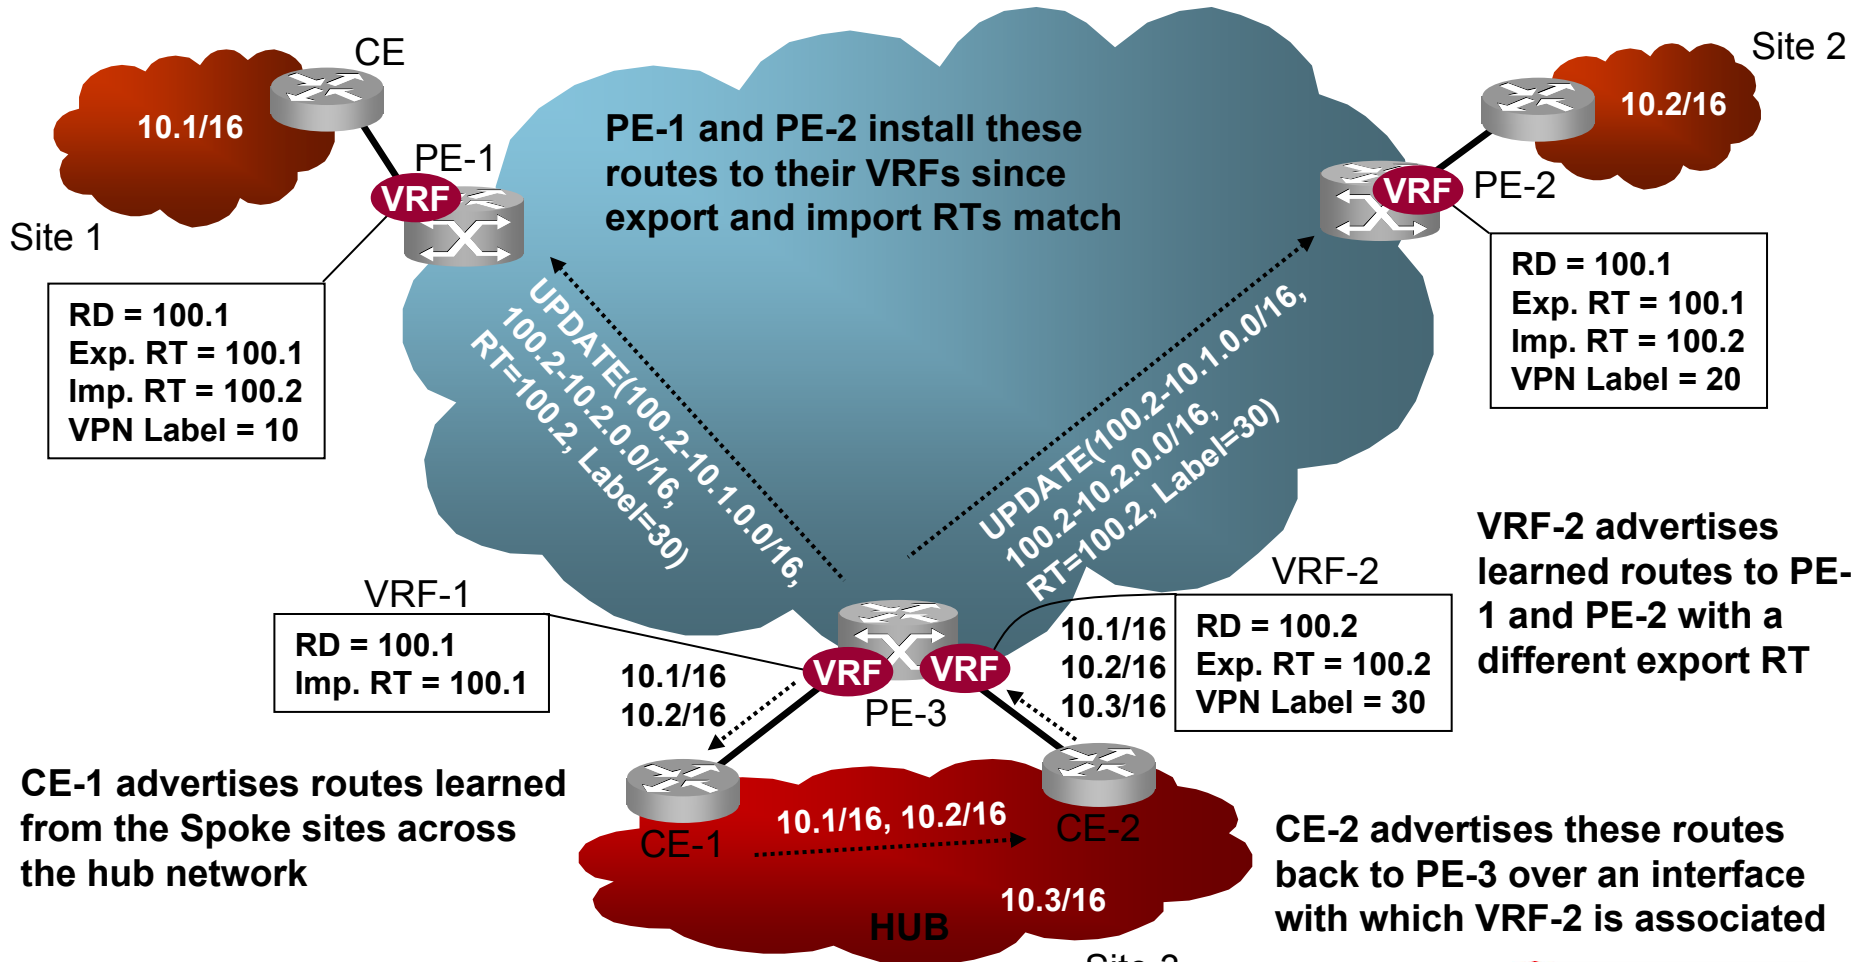 CE
Site 2
10.1/16
10.2/16
PE-1 and PE-2 install these
routes to their VRFs since
export and import RTs match
PE-1
VRF
VRF
PE-2
Site 1
RD = 100.1
Exp. RT = 100.1
Imp. RT = 100.2
VPN Label = 10
RD = 100.1
Exp. RT = 100.1
Imp. RT = 100.2
VPN Label = 20
UPDATE(100.2-10.1.0.0/16,
100.2-10.2.0.0/16,
RT=100.2, Label=30)
UPDATE(100.2-10.1.0.0/16,
100.2-10.2.0.0/16,
RT=100.2, Label=30)
VRF-2 advertises
learned routes to PE-
1 and PE-2 with a
different export RT
VRF-1
RD = 100.1
Imp. RT = 100.1
VRF-2
RD = 100.2
Exp. RT = 100.2
VPN Label = 30
10.1/16
10.2/16
10.3/16
10.1/16
10.2/16
VRF
VRF
PE-3
CE-1 advertises routes learned
from the Spoke sites across
the hub network
10.1/16, 10.2/16
CE-1
CE-2
10.3/16
HUB
CE-2 advertises these routes
back to PE-3 over an interface
with which VRF-2 is associated
Site